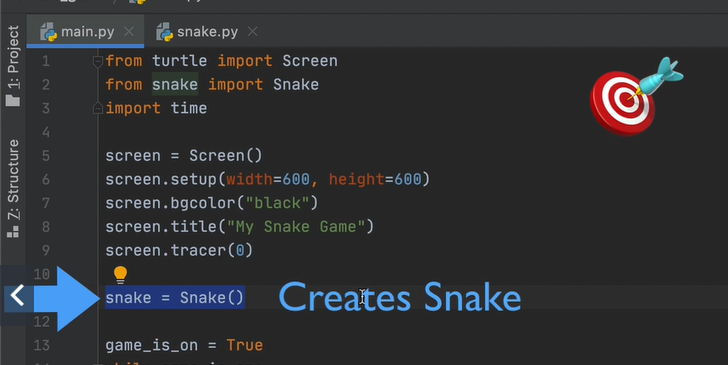 main.py
snake.py
1: Project
7: Structure
1 from turtle import Screen
2 from snake import Snake
3 import time
4
5 screen = Screen()
6 screen.setup(width=600, height=600)
7 screen.bgcolor("black")
8 screen.title("My Snake Game")
9 screen.tracer(0)
10
snake = Snake()
Creates Snake
12
13 game_is_on = True